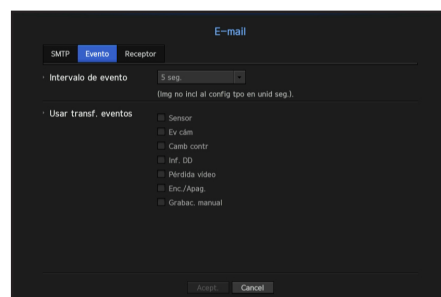 E-mail
SMTP Evento Receptor
Intervalo de evento 5 seg.
(Img no incl al config tpo en unid seg.).
Usar transf. eventos Sensor
Ev cám
Camb contr
Inf. DD
Pérdida vídeo
Enc./Apag.
Grabac. manual
Acept. Cancel